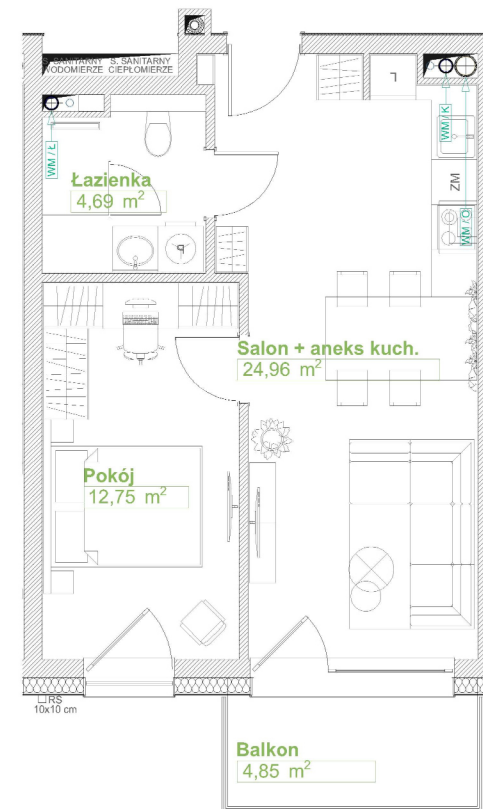 S. SANITARNY S. SANITARNY
WODOMIERZE CIEPŁOMIERZE
L
WM / K
WM / Ł
ZM
WM / O
Łazienka
4,69 m²
P
Salon + aneks kuch.
24,96 m²
Pokój
12,75 m²
RS
10x10 cm
Balkon
4,85 m²